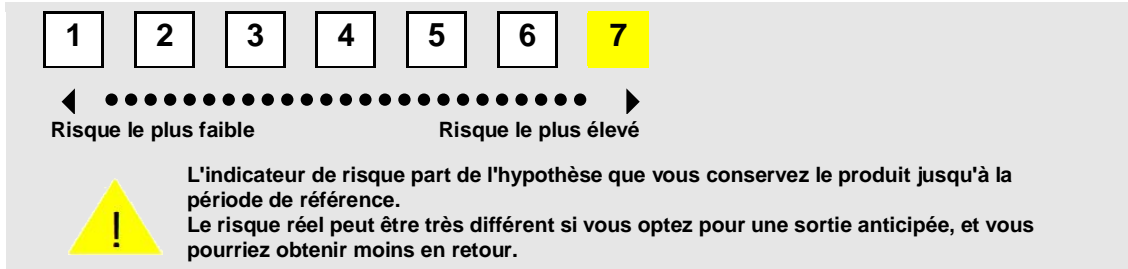 1 2 3 4 5 6 7
Risque le plus faible Risque le plus élevé
L'indicateur de risque part de l'hypothèse que vous conservez le produit jusqu'à la
période de référence.
Le risque réel peut être très différent si vous optez pour une sortie anticipée, et vous
pourriez obtenir moins en retour.
!